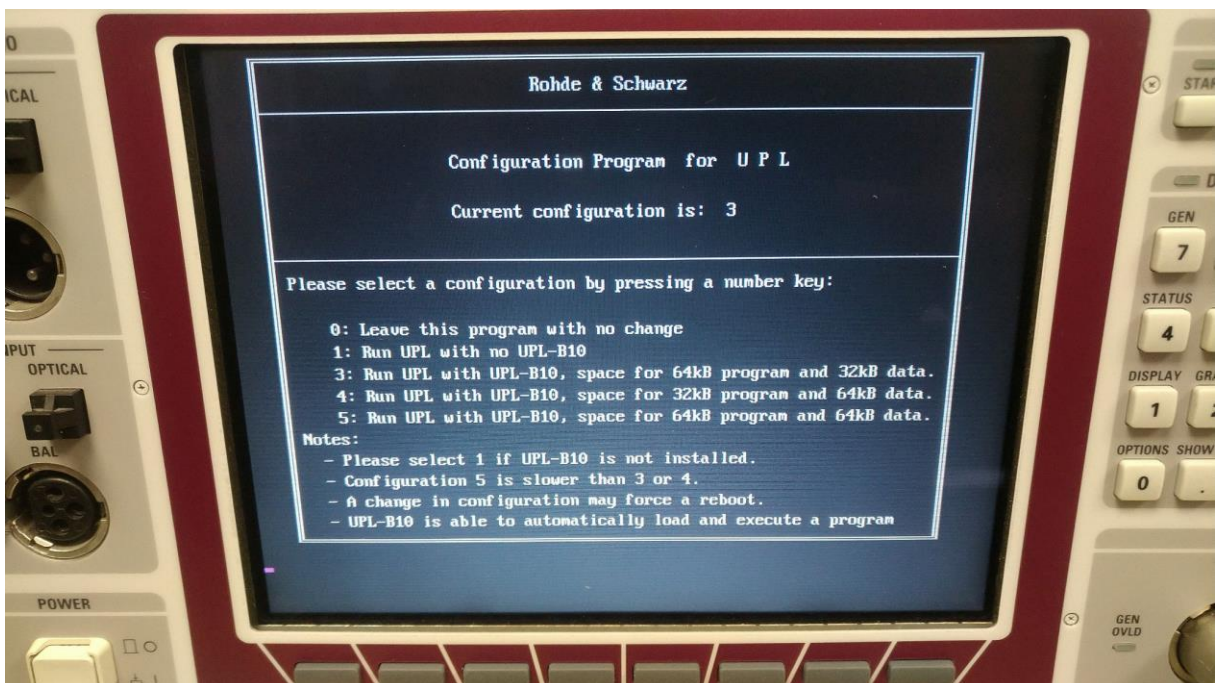 Rohde & Schwarz
Configuration Program for U P L
Current configuration is: 3
Please select a configuration by pressing a number key:
0: Leave this program with no change
1: Run UPL with no UPL-B10
3: Run UPL with UPL-B10, space for 64kB program and 32kB data.
4: Run UPL with UPL-B10, space for 32kB program and 64kB data.
5: Run UPL with UPL-B10, space for 64kB program and 64kB data.
Notes:
- Please select 1 if UPL-B10 is not installed.
- Configuration 5 is slower than 3 or 4.
- A change in configuration may force a reboot.
- UPL-B10 is able to automatically load and execute a program
OPTICAL
BAL
POWER
GEN
7
STATUS
4
DISPLAY
1
OPTIONS SHOW
0 .
GEN
OVLD